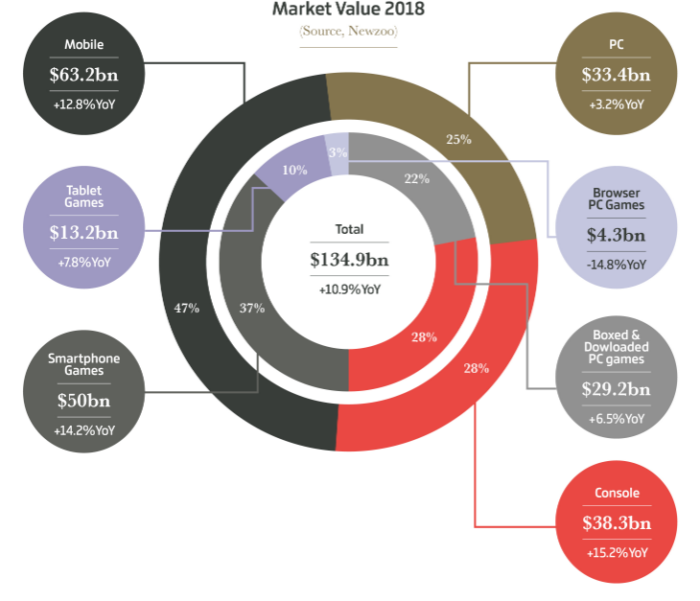 Market Value 2018
(Source, Newzoo)
Mobile
$63.2bn
+12.8%YoY
PC
$33.4bn
+3.2%YoY
25%
3%
10%
22%
Tablet
Games
$13.2bn
+7.8%YoY
Browser
PC Games
$4.3bn
-14.8%YoY
Total
$134.9bn
+10.9%YoY
47%
37%
28%
28%
Smartphone
Games
$50bn
+14.2%YoY
Boxed &
Dowloaded
PC games
$29.2bn
+6.5%YoY
Console
$38.3bn
+15.2%YoY